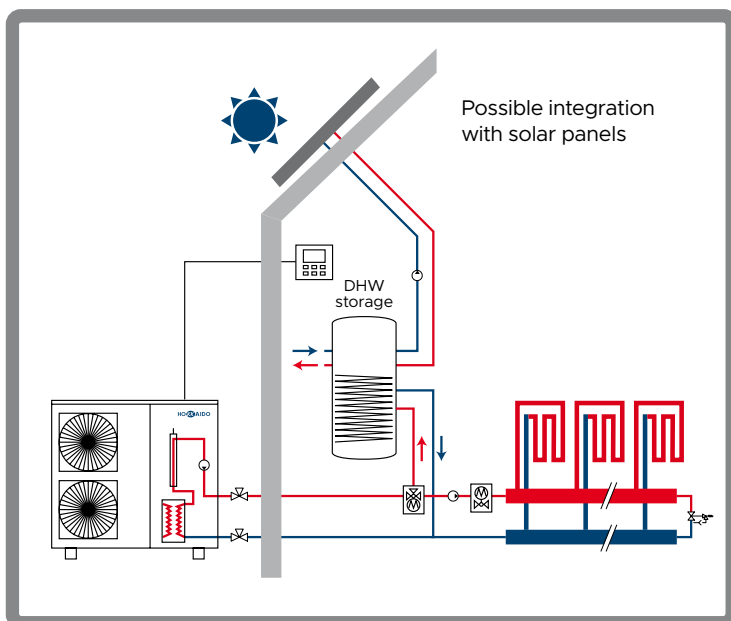 Possible integration
with solar panels
DHW
storage
HOKKAIDO